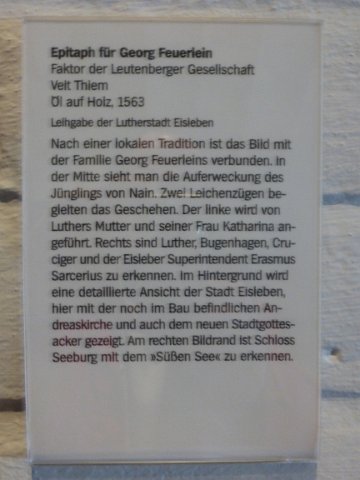 Epitaph für Georg Feuerlein
Faktor der Leutenberger Gesellschaft
Veit Thiem
Öl auf Holz, 1563
Leihgabe der Lutherstadt Eisleben
Nach einer lokalen Tradition ist das Bild mit
der Familie Georg Feuerleins verbunden. In
der Mitte sieht man die Auferweckung des
Jünglings von Nain. Zwei Leichenzügen be-
gleiten das Geschehen. Der linke wird von
Luthers Mutter und seiner Frau Katharina an-
geführt. Rechts sind Luther, Bugenhagen, Cru-
ciger und der Eisleber Superintendent Erasmus
Sarcerius zu erkennen. Im Hintergrund wird
eine detaillierte Ansicht der Stadt Eisleben,
hier mit der noch im Bau befindlichen An-
dreaskirche und auch dem neuen Stadtgottes-
acker gezeigt. Am rechten Bildrand ist Schloss
Seeburg mit dem »Süßen See« zu erkennen.